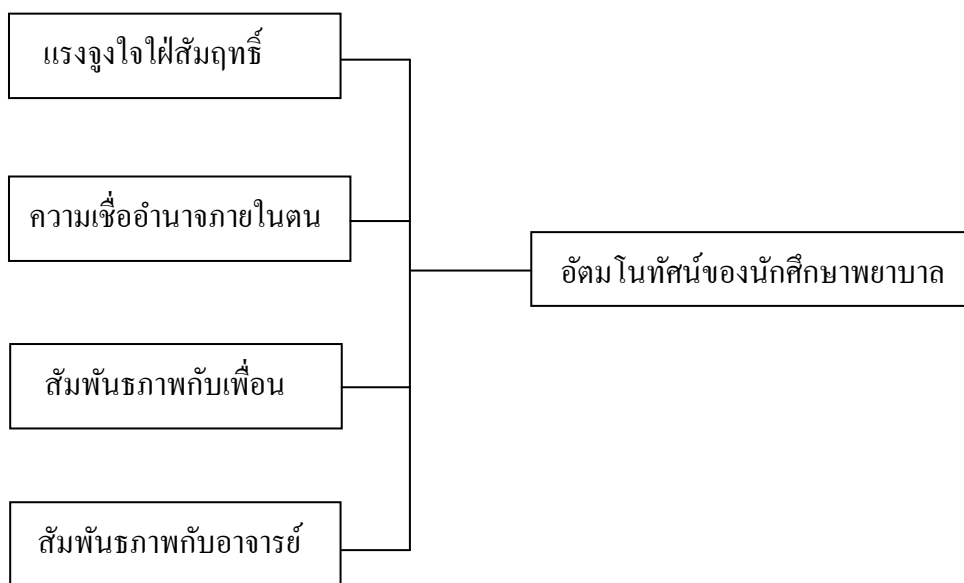 แรงจูงใจใฝ่สัมฤทธิ์
ความเชื่ออำนาจภายในตน
อัตมโนทัศน์ของนักศึกษาพยาบาล
สัมพันธภาพกับเพื่อน
สัมพันธภาพกับอาจารย์